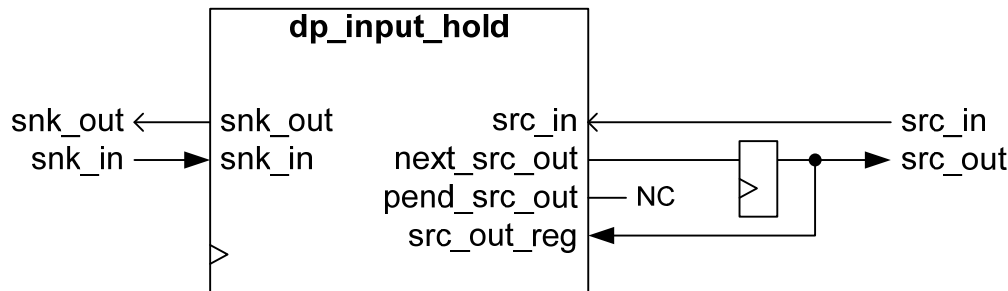 dp_input_hold
snk_out snk_out src_in src_in
snk_in snk_in next_src_out src_out
pend_src_out NC
src_out_reg